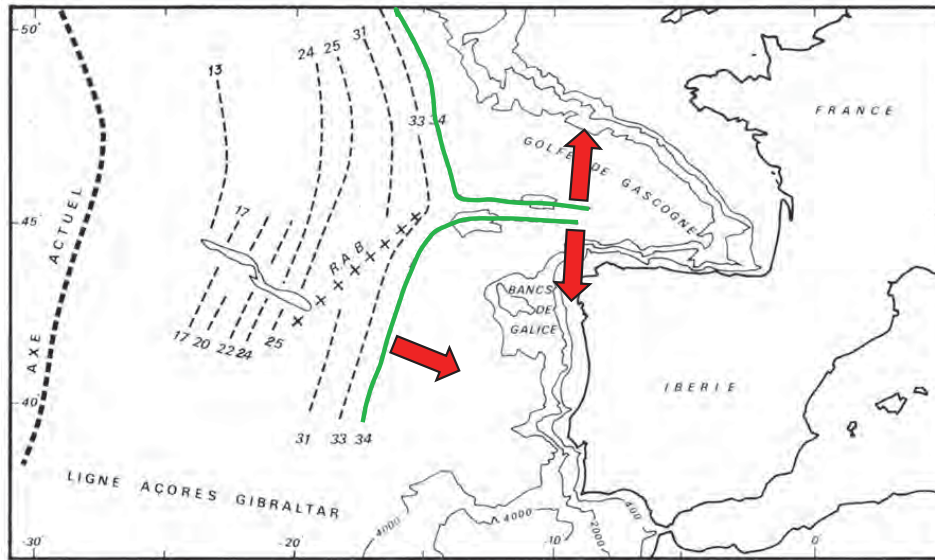 50°
31
24 25
13
33 34
FRANCE
GOLFE DE GASCOGNE
ACTUEL
17
45
R A B
BANCS
DE
GALICE
17 20 22 24 25
AXE
IBERIE
40
31 33 34
LIGNE AÇORES GIBRALTAR
4000
4000
2000
400
-30
-20
-10
0